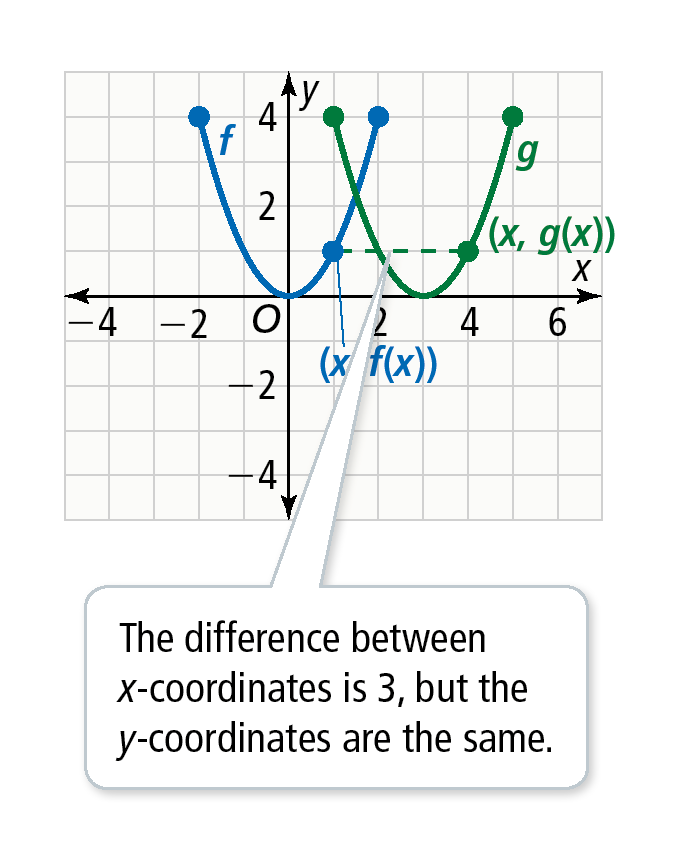 y
4
f
g
2
(x, g(x))
x
−4 −2 O 2 4 6
(x f(x))
−2
−4
The difference between
x-coordinates is 3, but the
y-coordinates are the same.